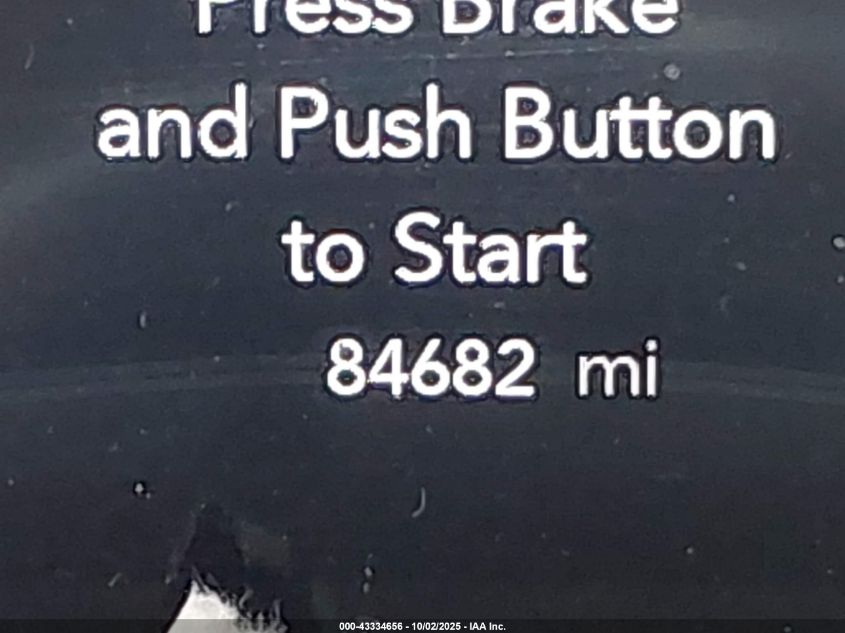 Press Brake
and Push Button
to Start
84682 mi
000-43334656 - 10/02/2025 - IAA Inc.